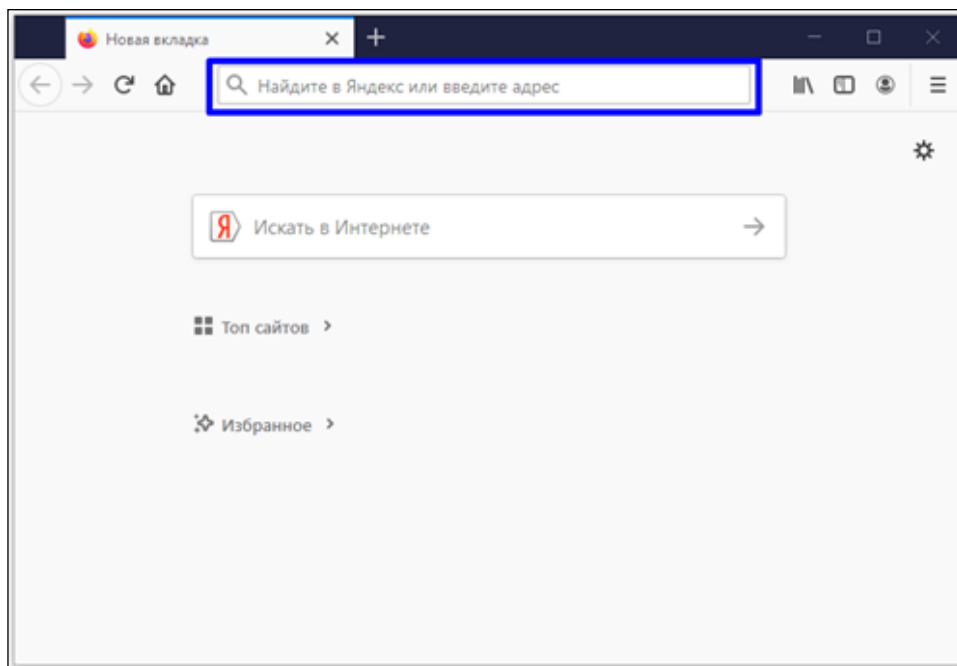 Новая вкладка
Найдите в Яндекс или введите адрес
Я Искать в Интернете
Топ сайтов
Избранное